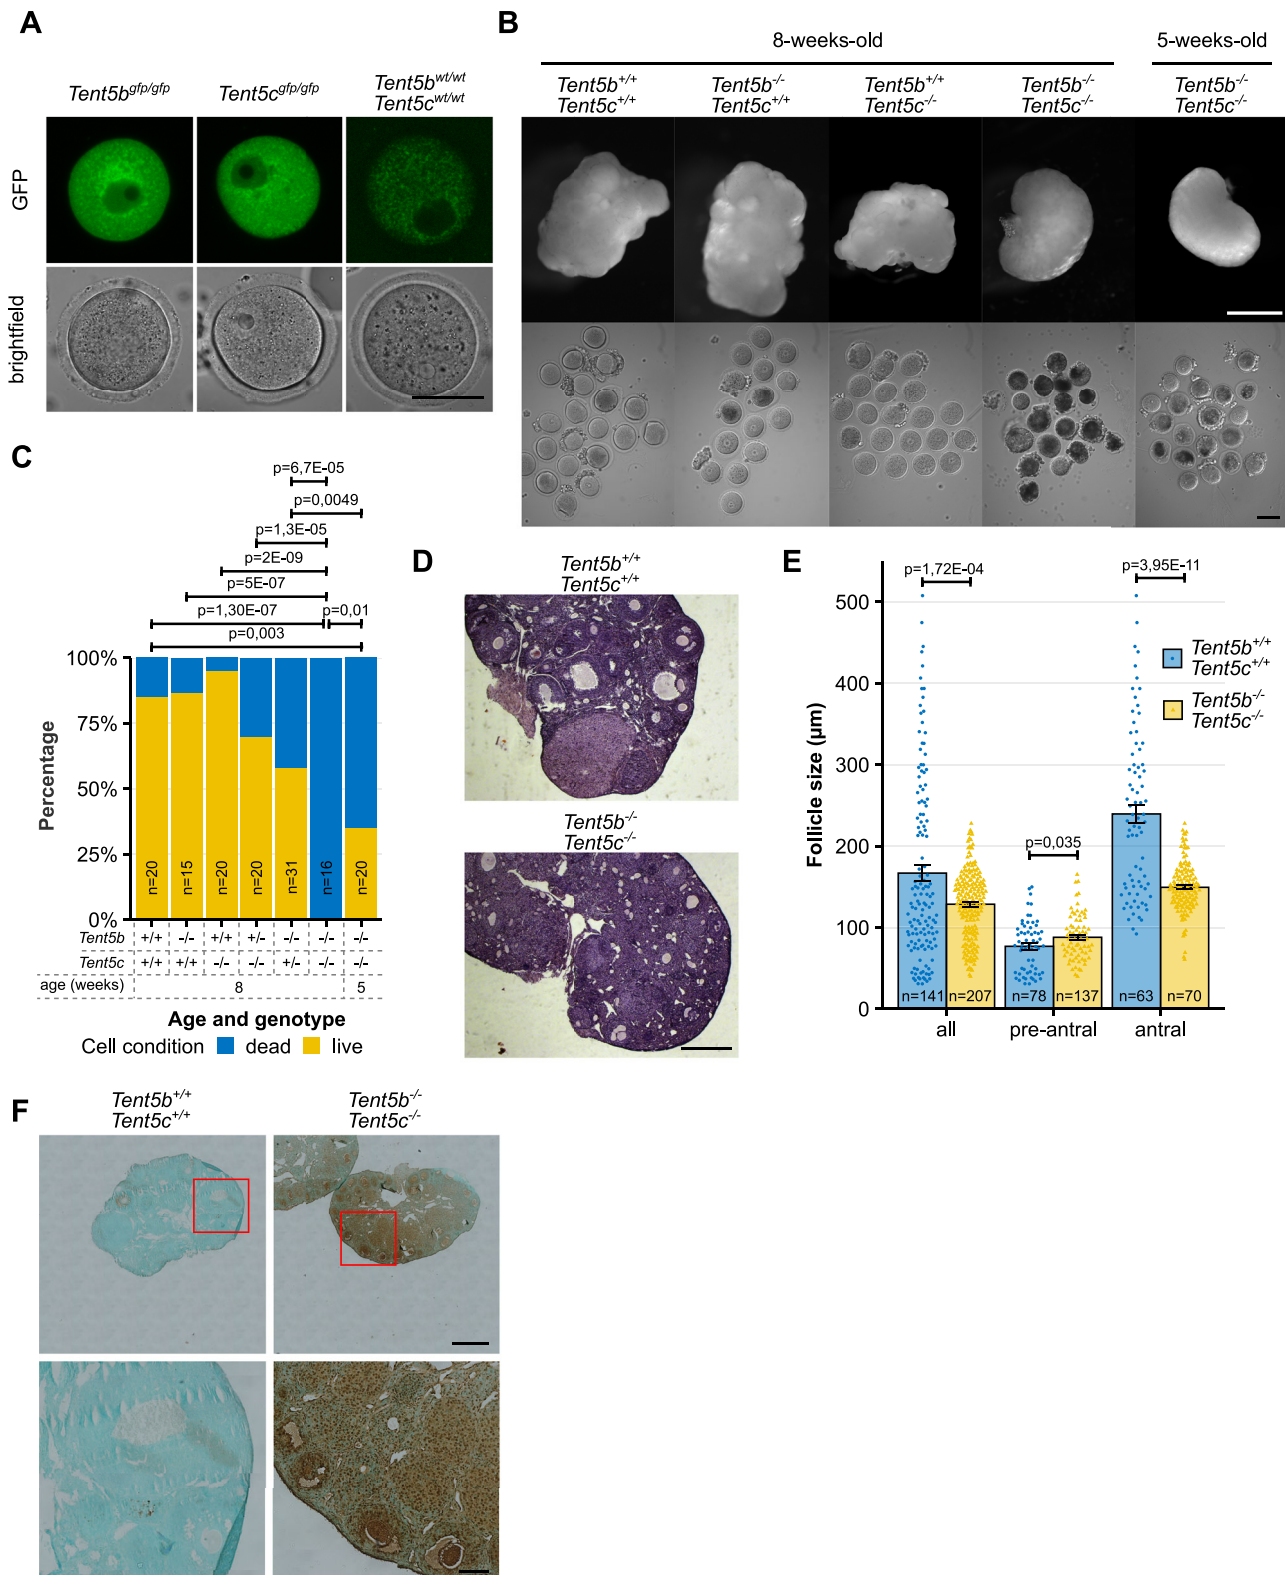 A
Tent5b^gfp/gfp
Tent5c^gfp/gfp
Tent5b^wt/wt
Tent5c^wt/wt
GFP
brightfield
B
8-weeks-old
5-weeks-old
Tent5b^+/+
Tent5c^+/+
Tent5b^-/-
Tent5c^+/+
Tent5b^+/+
Tent5c^-/-
Tent5b^-/-
Tent5c^-/-
Tent5b^-/-
Tent5c^-/-
C
p=6,7E-05
p=0,0049
p=1,3E-05
p=2E-09
p=5E-07
p=1,30E-07
p=0,01
p=0,003
Percentage
100%
75%
50%
25%
0%
n=20
n=15
n=20
n=20
n=31
n=16
n=20
Tent5b +/+ -/- +/+ +/- -/- -/- -/-
Tent5c +/+ +/+ -/- -/- +/- -/- -/-
age (weeks) 8 5
Age and genotype
Cell condition dead live
D
Tent5b^+/+
Tent5c^+/+
Tent5b^-/-
Tent5c^-/-
E
p=1,72E-04
p=3,95E-11
p=0,035
Tent5b^+/+
Tent5c^+/+
Tent5b^-/-
Tent5c^-/-
Follicle size (μm)
500
400
300
200
100
0
n=141 n=207 n=78 n=137 n=63 n=70
all pre-antral antral
F
Tent5b^+/+
Tent5c^+/+
Tent5b^-/-
Tent5c^-/-